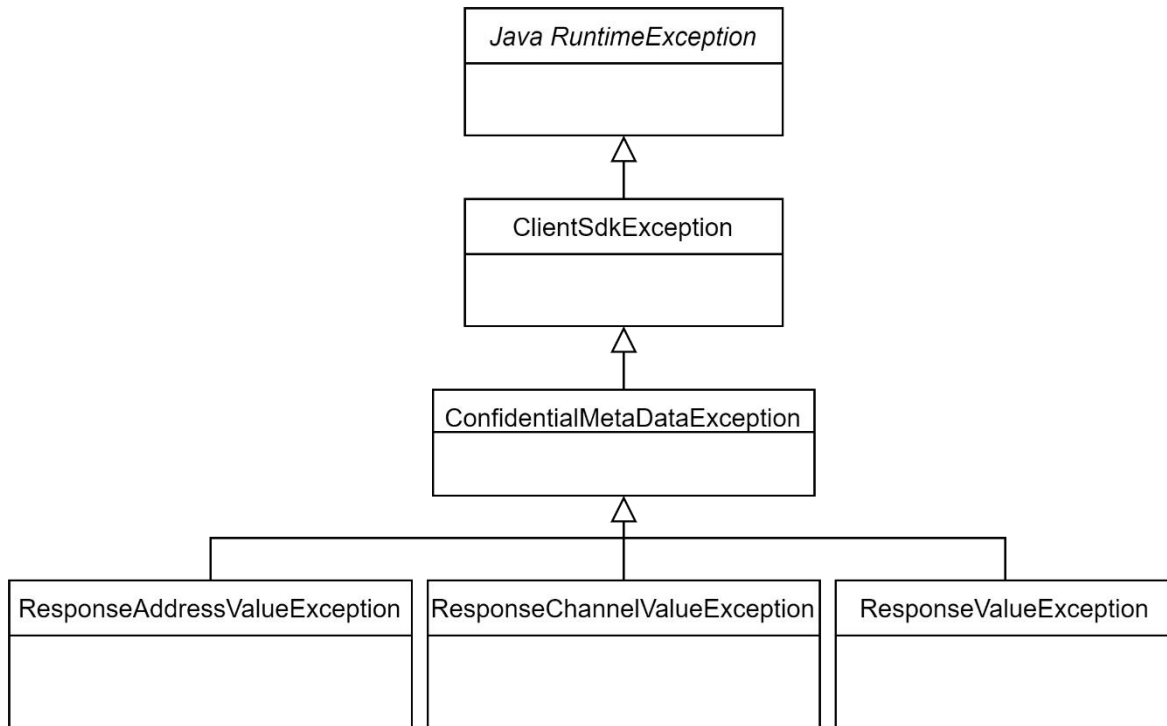 Java RuntimeException
ClientSdkException
ConfidentialMetaDataException
ResponseAddressValueException
ResponseChannelValueException
ResponseValueException